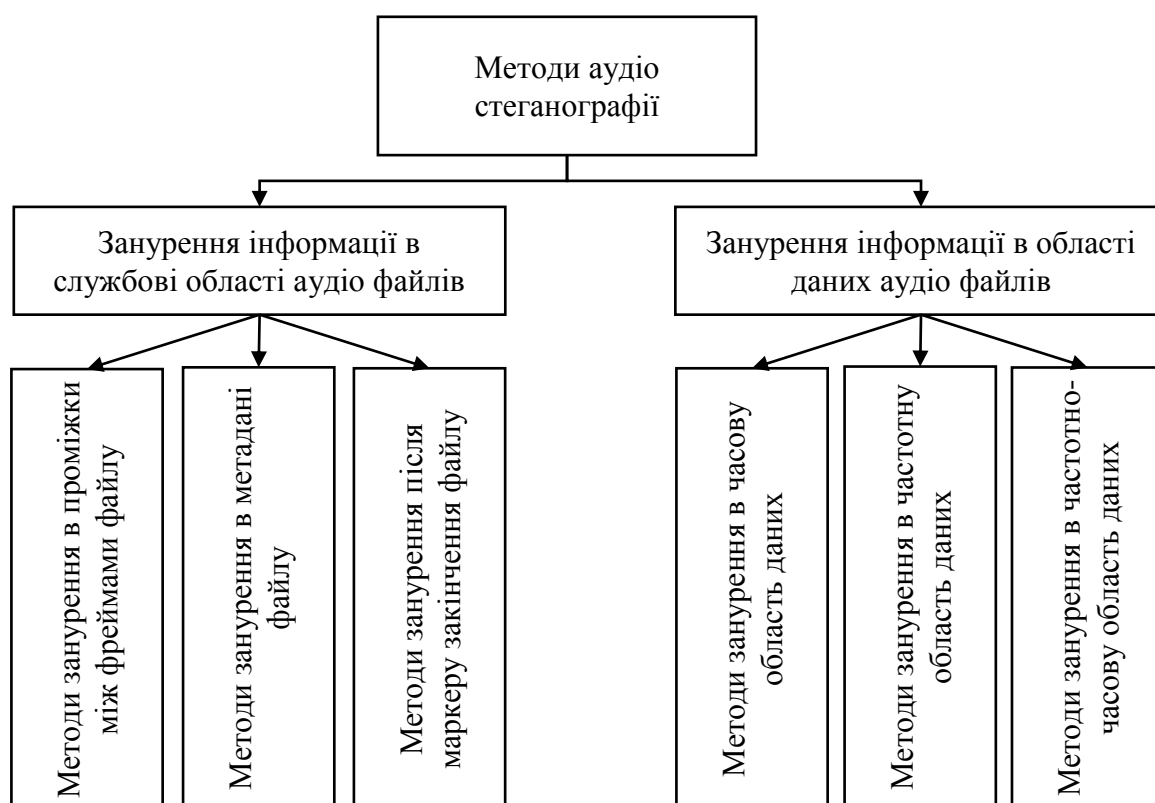 Методи аудіо
стеганографії
Занурення інформації в
службові області аудіо файлів
Занурення інформації в області
даних аудіо файлів
Методи занурення в проміжки
між фреймами файлу
Методи занурення в метадані
файлу
Методи занурення після
маркеру закінчення файлу
Методи занурення в часову
область даних
Методи занурення в частотну
область даних
Методи занурення в частотно-
часову область даних